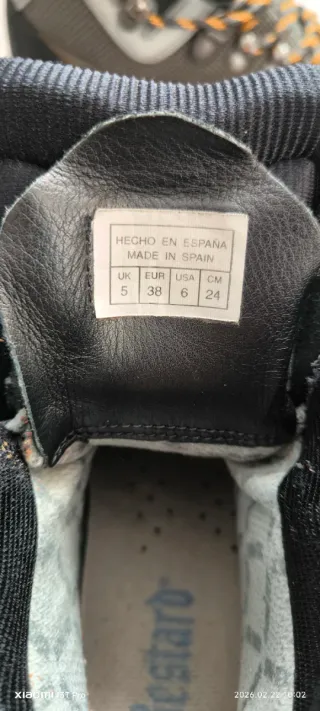 HECHO EN ESPAÑA
MADE IN SPAIN
UK EUR USA CM
5 38 6 24